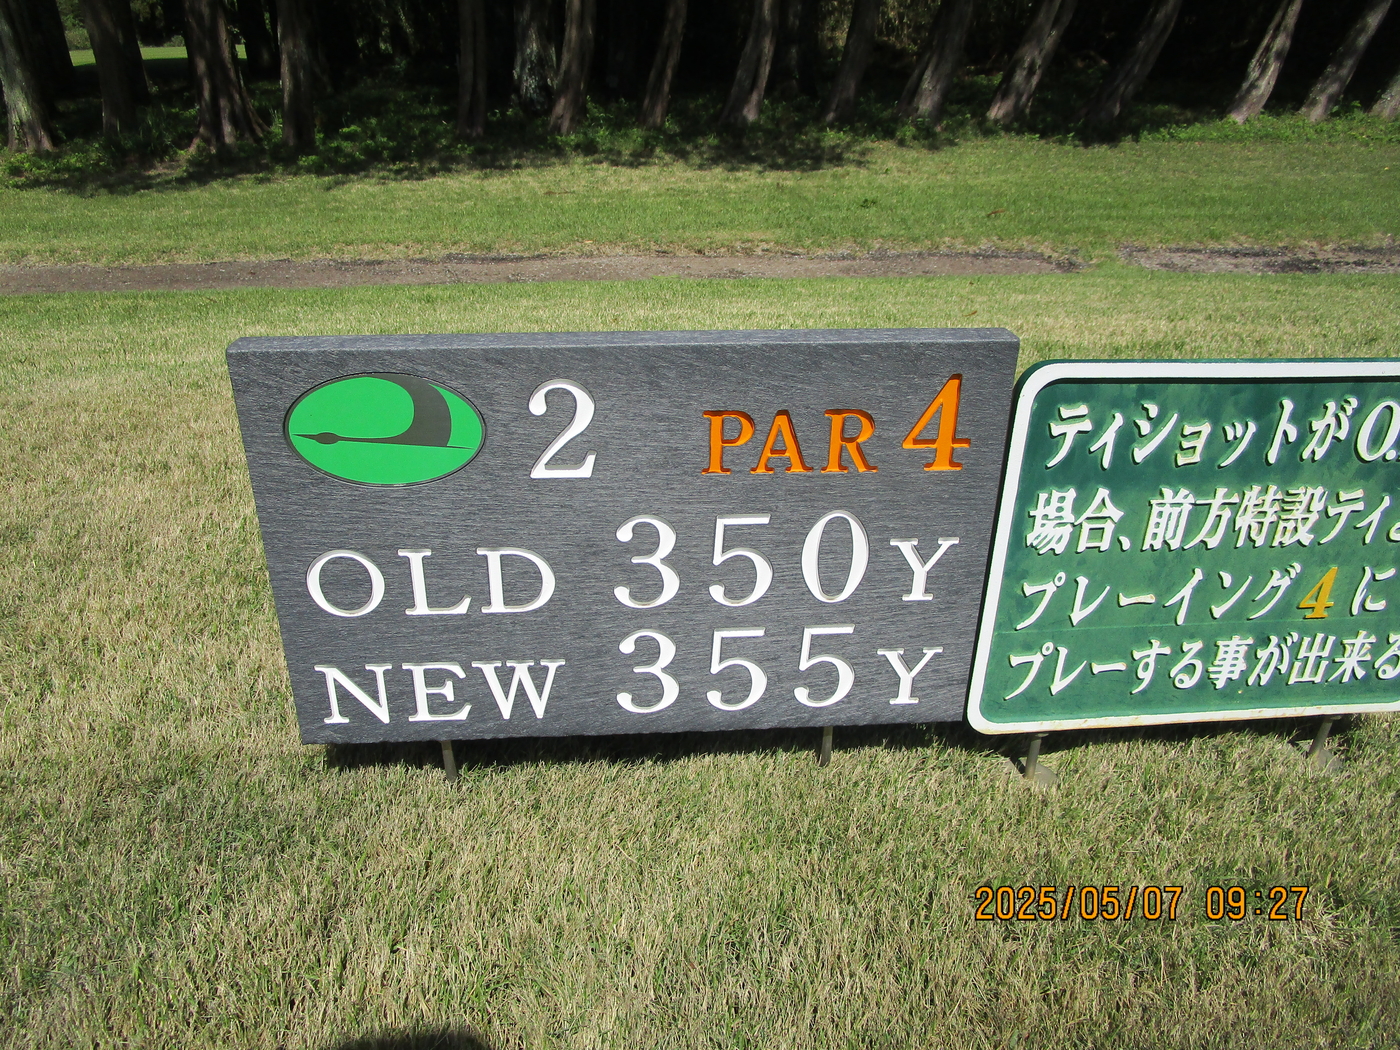 2 PAR 4
OLD 350Y
NEW 355Y
ティショットがO.
場合、前方特設ティ
プレーイング4に
プレーする事が出来る
2025/05/07 09:27